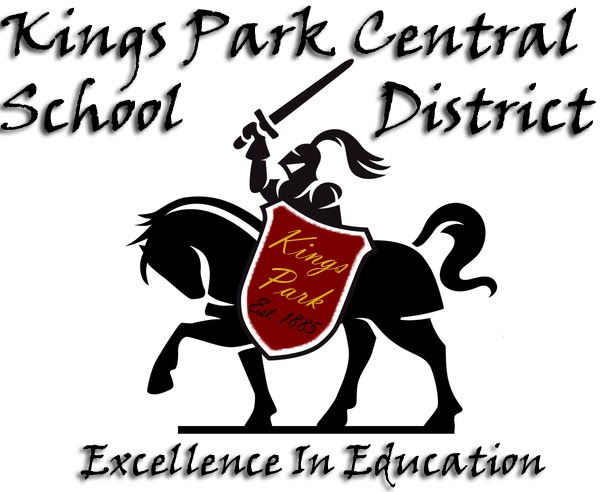 Kings Park Central
School District
Kings
Park
Est. 1885
Excellence In Education